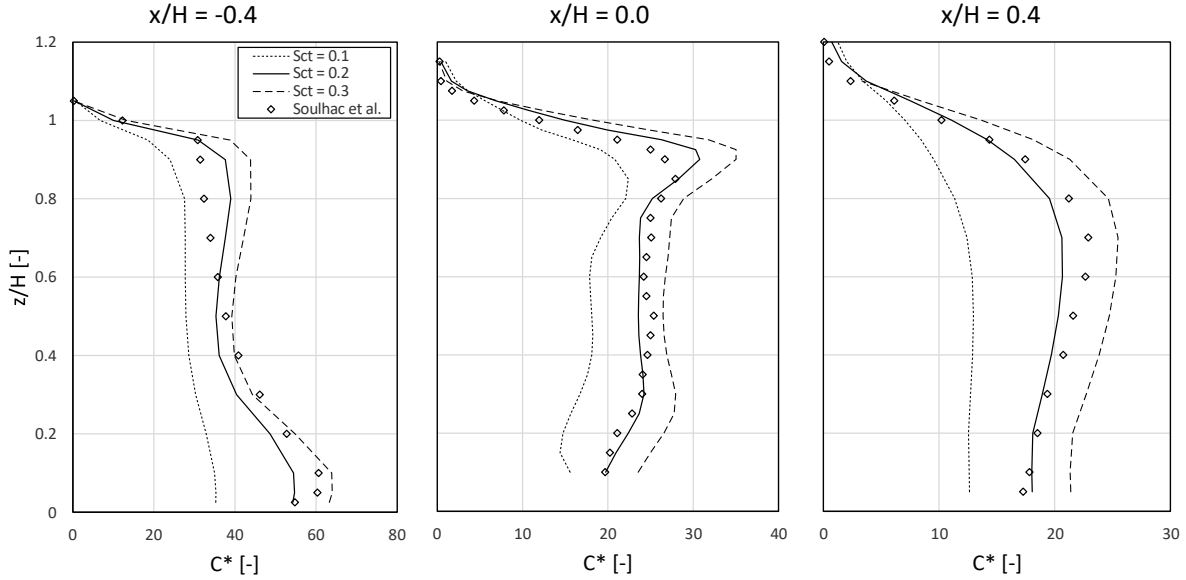 x/H = -0.4
x/H = 0.0
x/H = 0.4
z/H [-]
1.2
1
0.8
0.6
0.4
0.2
0
Sct = 0.1
Sct = 0.2
Sct = 0.3
Soulhac et al.
0 20 40 60 80
0 10 20 30 40
0 10 20 30
C* [-]
C* [-]
C* [-]